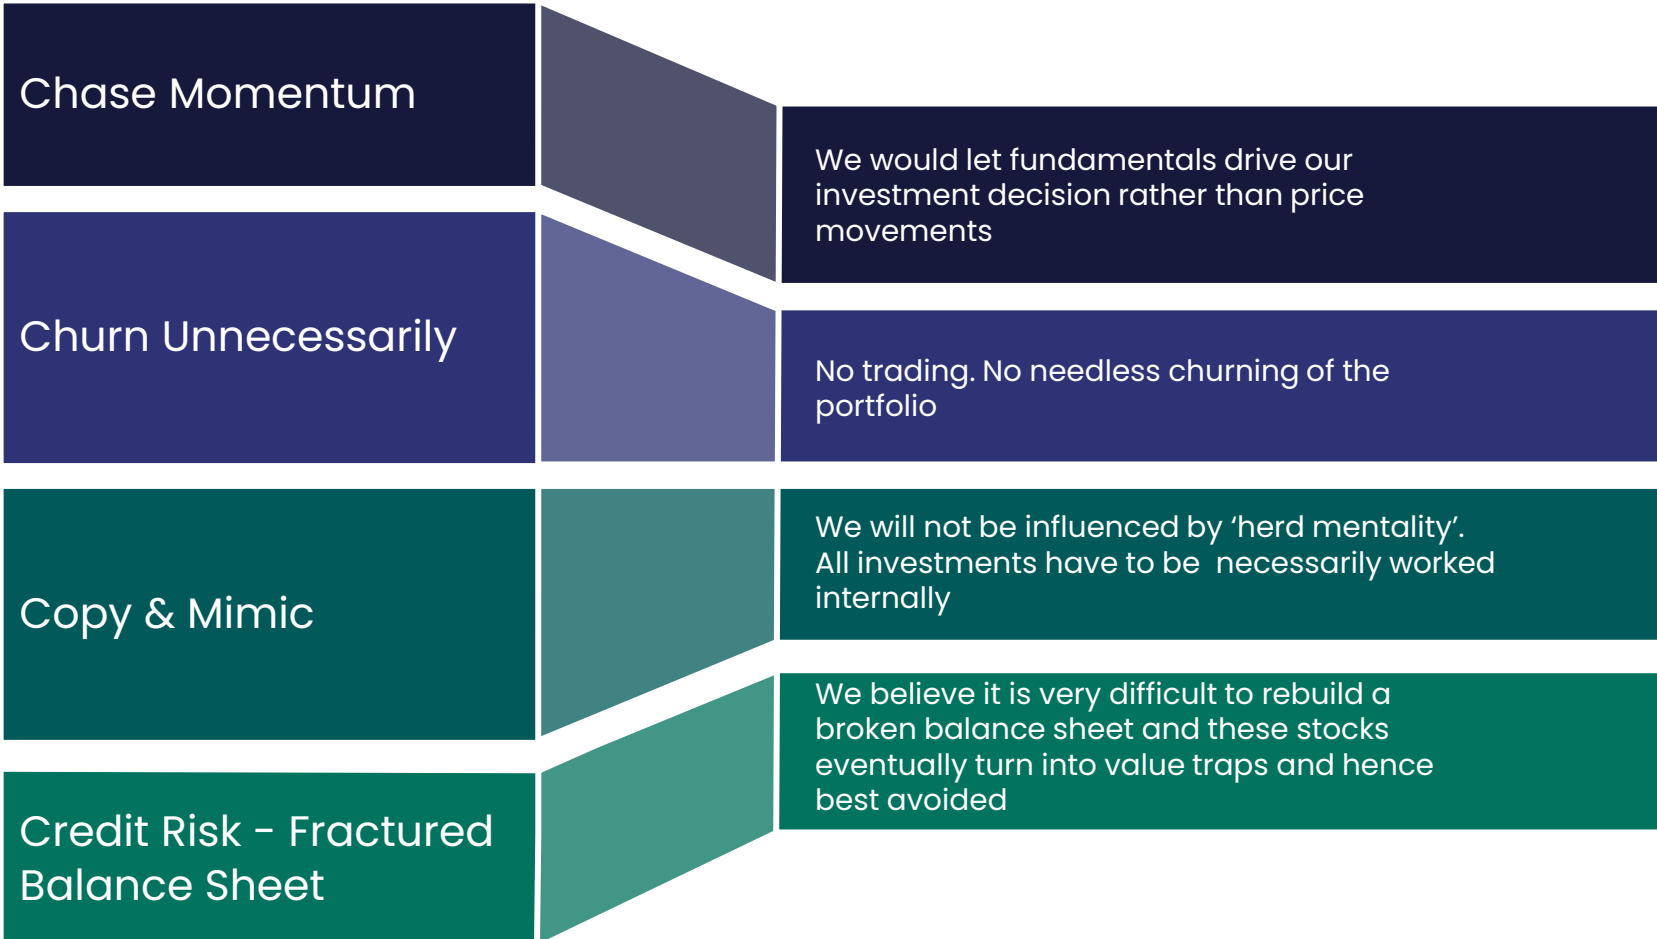 Chase Momentum
We would let fundamentals drive our
investment decision rather than price
movements
Churn Unnecessarily
No trading. No needless churning of the
portfolio
Copy & Mimic
We will not be influenced by ‘herd mentality’.
All investments have to be  necessarily worked
internally
Credit Risk - Fractured
Balance Sheet
We believe it is very difficult to rebuild a
broken balance sheet and these stocks
eventually turn into value traps and hence
best avoided